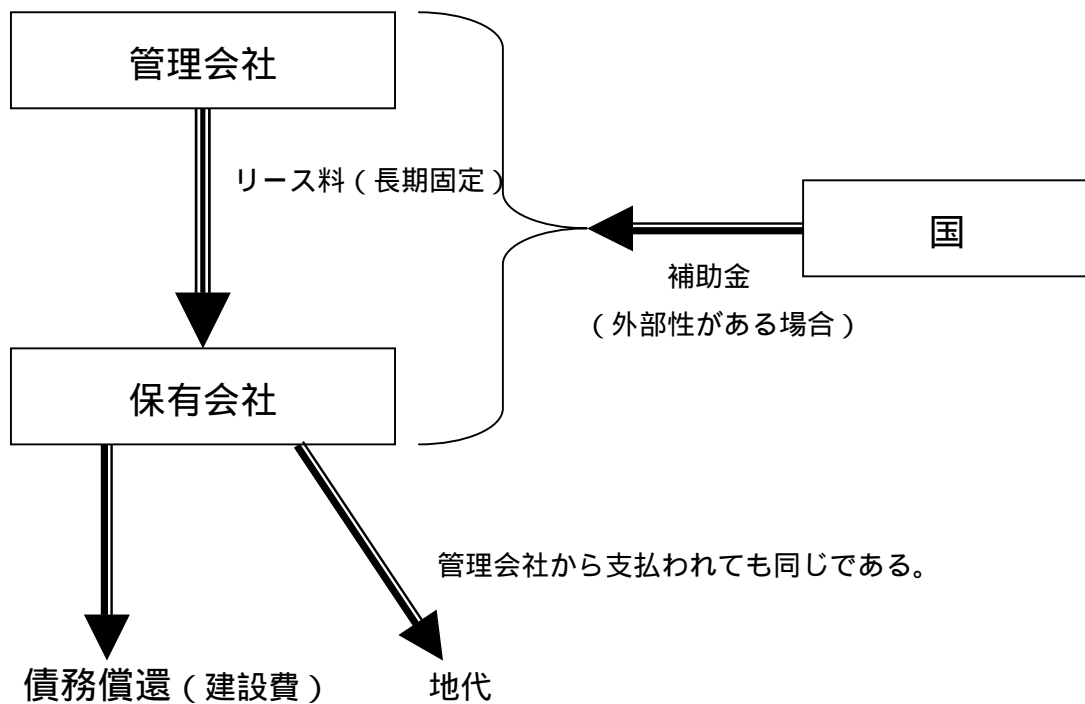 管理会社
リース料（長期固定）
国
補助金
（外部性がある場合）
保有会社
管理会社から支払われても同じである。
債務償還（建設費）
地代